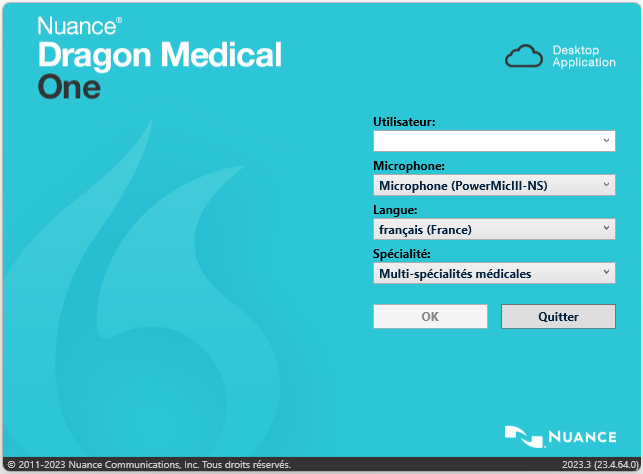 Nuance®
Dragon Medical
One
Desktop
Application
Utilisateur:
Microphone:
Microphone (PowerMicIII-NS)
Langue:
français (France)
Spécialité:
Multi-spécialités médicales
OK
Quitter
NUANCE
© 2011-2023 Nuance Communications, Inc. Tous droits réservés.
2023.3 (23.4.64.0)